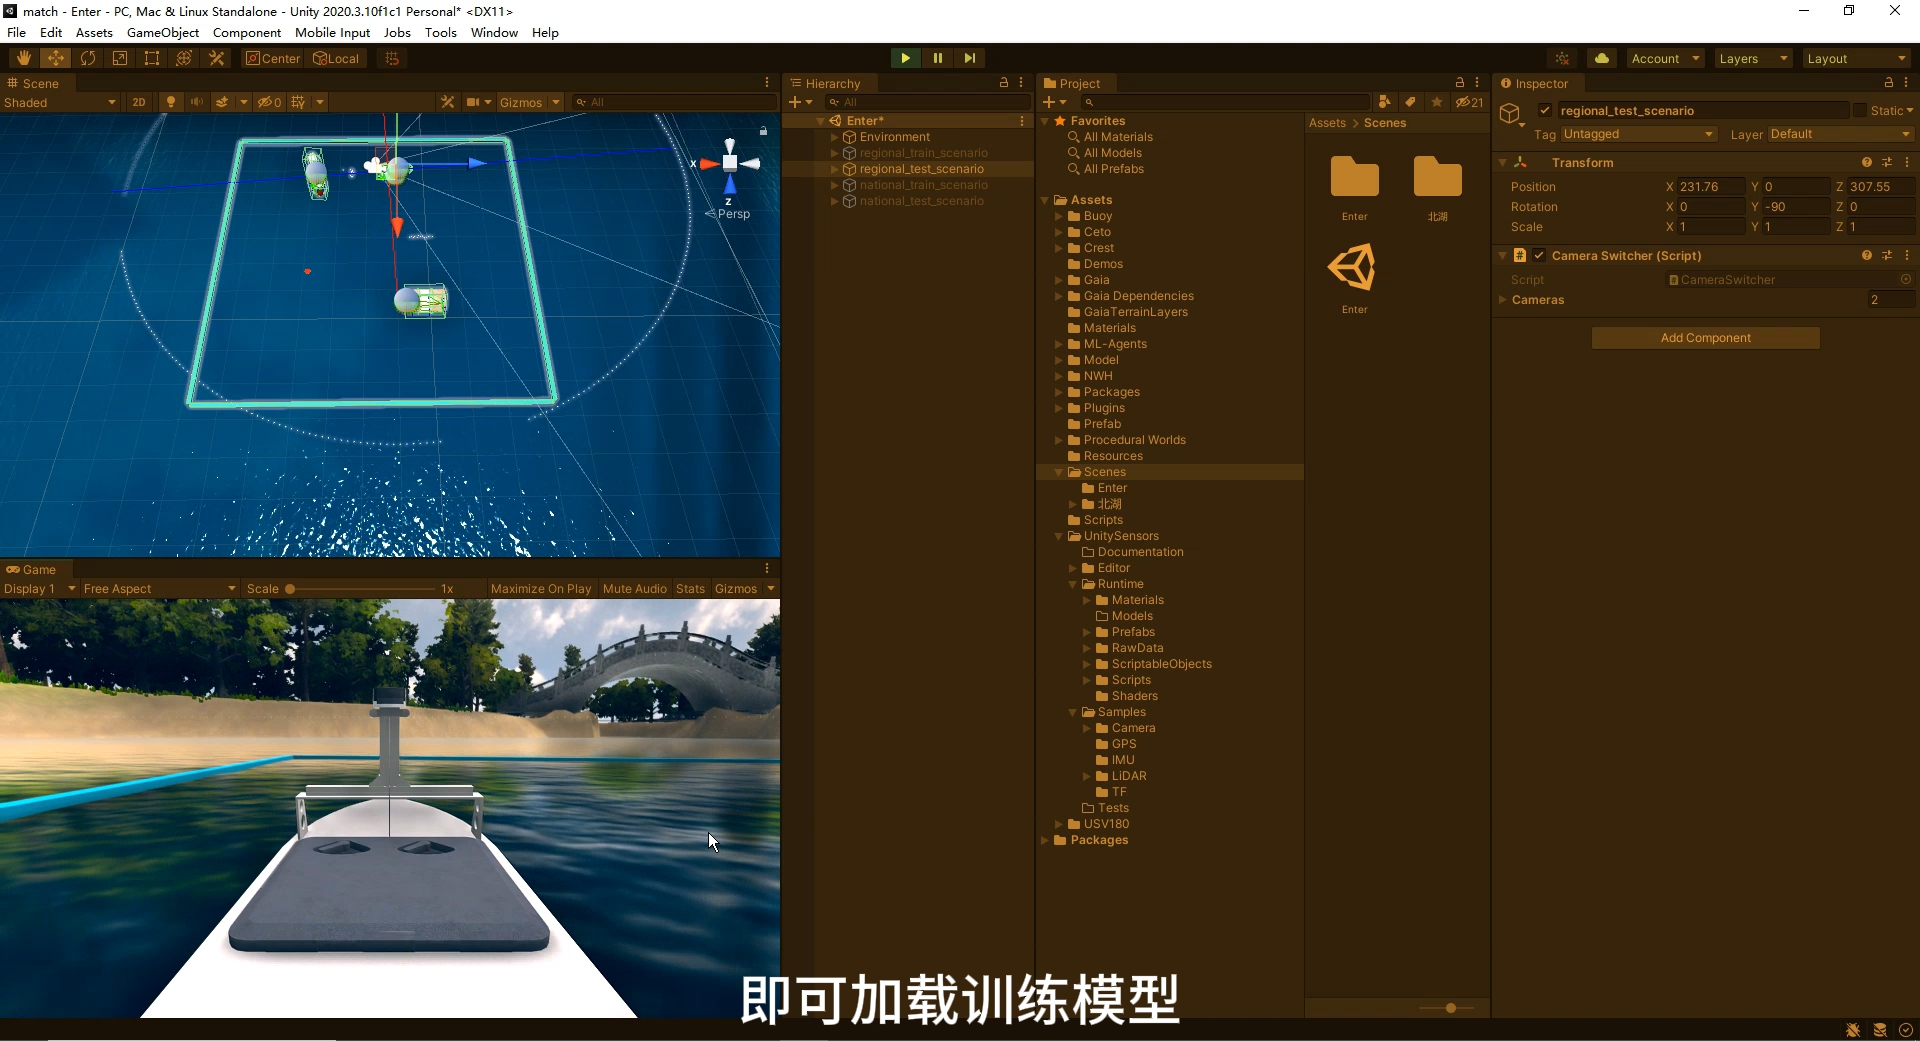 match - Enter - PC, Mac & Linux Standalone - Unity 2020.3.10f1c1 Personal* <DX11>
File Edit Assets GameObject Component Mobile Input Jobs Tools Window Help
Center Local Account Layers Layout
Scene
Shaded 2D 0 Gizmos All
X
Z
Persp
Game
Display 1 Free Aspect Scale 1x Maximize On Play Mute Audio Stats Gizmos
Hierarchy
All
Enter*
Environment
regional_train_scenario
regional_test_scenario
national_train_scenario
national_test_scenario
Project
21
Favorites
All Materials
All Models
All Prefabs
Assets
Buoy
Ceto
Crest
Demos
Gaia
Gaia Dependencies
GaiaTerrainLayers
Materials
ML-Agents
Model
NWH
Packages
Plugins
Prefab
Procedural Worlds
Resources
Scenes
Enter
北湖
Scripts
UnitySensors
Documentation
Editor
Runtime
Materials
Models
Prefabs
RawData
ScriptableObjects
Scripts
Shaders
Samples
Camera
GPS
IMU
LiDAR
TF
Tests
USV180
Packages
Assets > Scenes
Enter 北湖
Enter
Inspector
regional_test_scenario Static
Tag Untagged Layer Default
Transform
Position X 231.76 Y 0 Z 307.55
Rotation X 0 Y -90 Z 0
Scale X 1 Y 1 Z 1
Camera Switcher (Script)
Script CameraSwitcher
Cameras 2
Add Component
即可加载训练模型